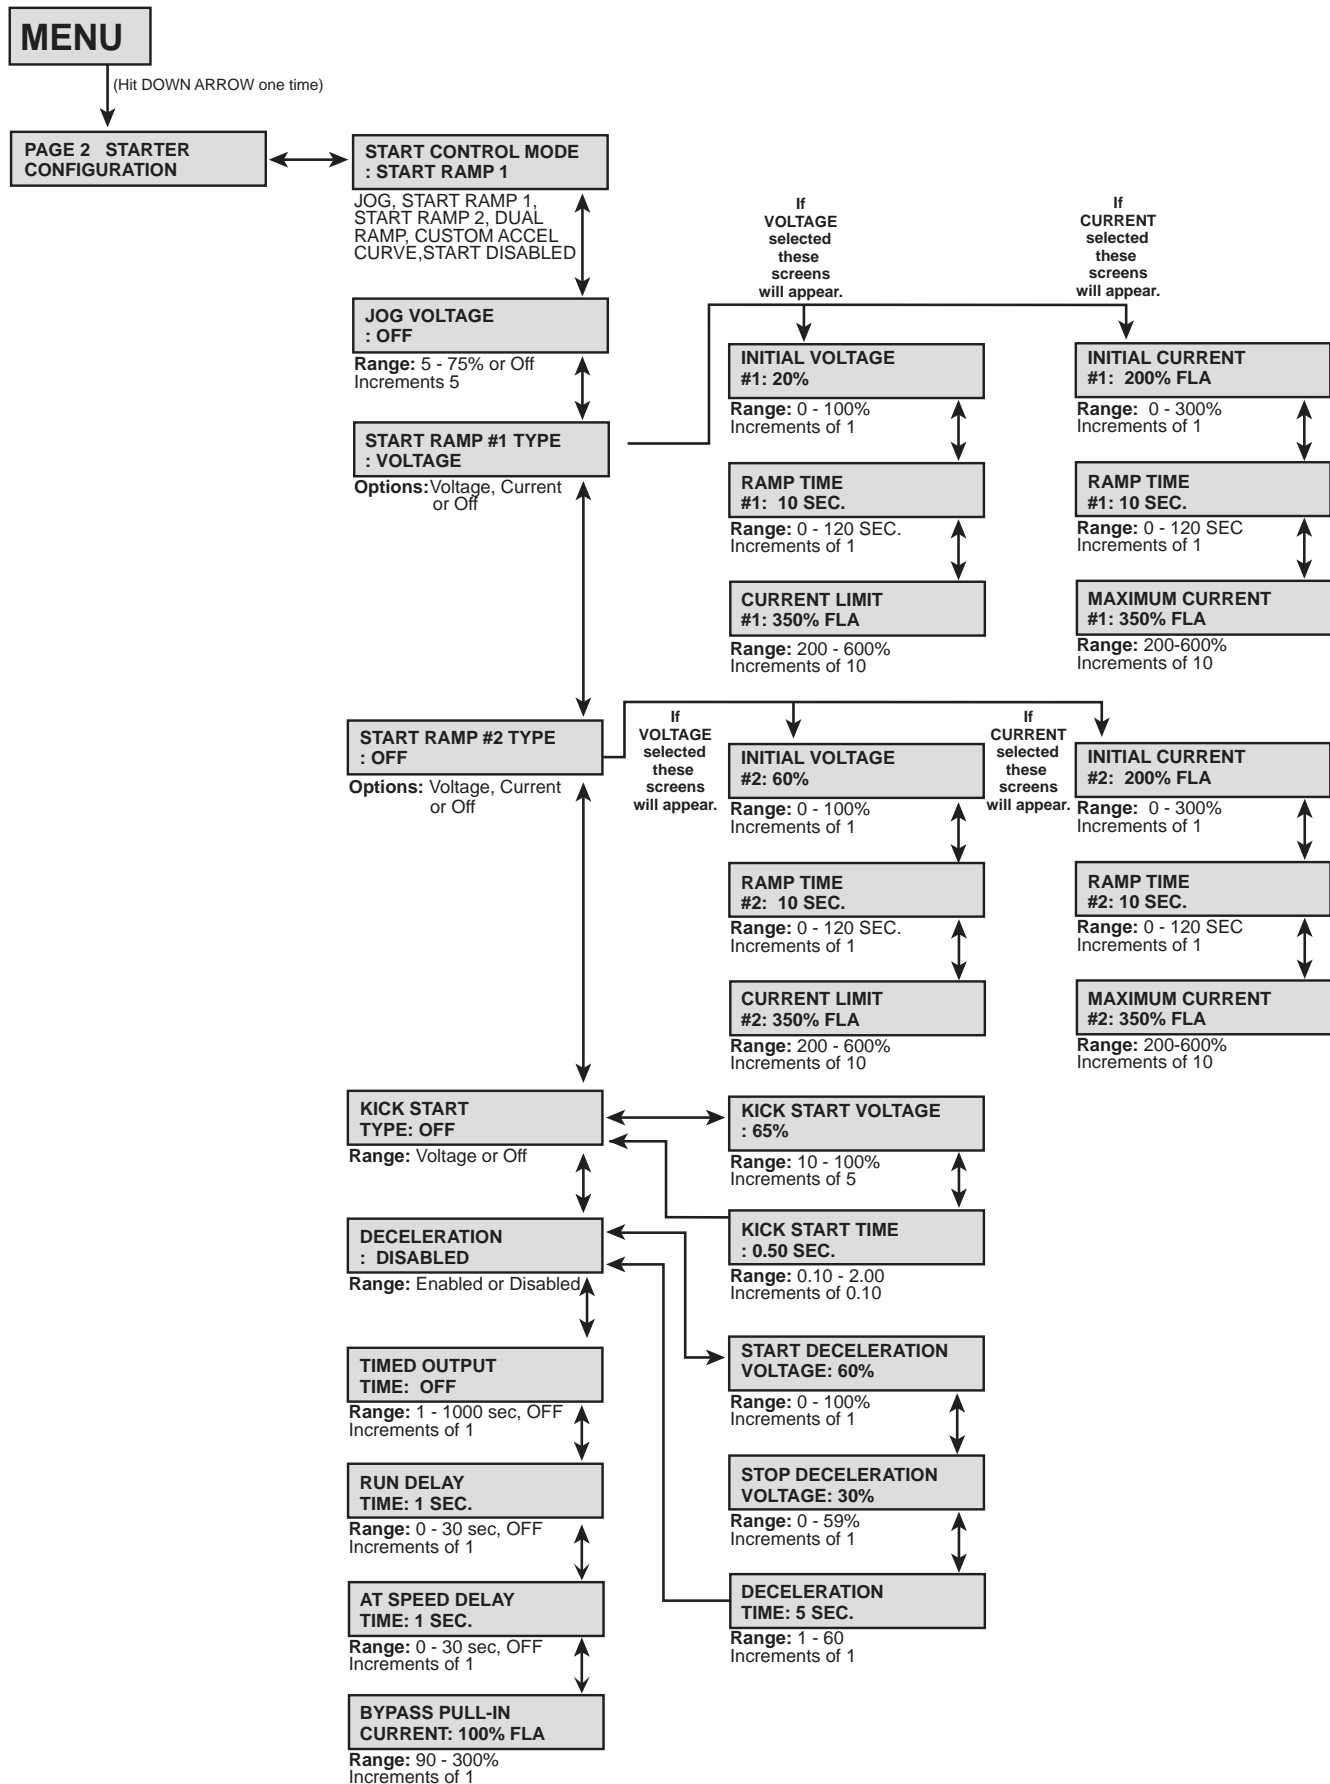 MENU
(Hit DOWN ARROW one time)
PAGE 2 STARTER
CONFIGURATION
START CONTROL MODE
: START RAMP 1
JOG, START RAMP 1,
START RAMP 2, DUAL
RAMP, CUSTOM ACCEL
CURVE,START DISABLED
JOG VOLTAGE
: OFF
Range: 5 - 75% or Off
Increments 5
START RAMP #1 TYPE
: VOLTAGE
Options:Voltage, Current
or Off
If
VOLTAGE
selected
these
screens
will appear.
INITIAL VOLTAGE
#1: 20%
Range: 0 - 100%
Increments of 1
RAMP TIME
#1: 10 SEC.
Range: 0 - 120 SEC.
Increments of 1
CURRENT LIMIT
#1: 350% FLA
Range: 200 - 600%
Increments of 10
If
CURRENT
selected
these
screens
will appear.
INITIAL CURRENT
#1: 200% FLA
Range: 0 - 300%
Increments of 1
RAMP TIME
#1: 10 SEC.
Range: 0 - 120 SEC
Increments of 1
MAXIMUM CURRENT
#1: 350% FLA
Range: 200-600%
Increments of 10
START RAMP #2 TYPE
: OFF
Options: Voltage, Current
or Off
If
VOLTAGE
selected
these
screens
will appear.
INITIAL VOLTAGE
#2: 60%
Range: 0 - 100%
Increments of 1
RAMP TIME
#2: 10 SEC.
Range: 0 - 120 SEC.
Increments of 1
CURRENT LIMIT
#2: 350% FLA
Range: 200 - 600%
Increments of 10
If
CURRENT
selected
these
screens
will appear.
INITIAL CURRENT
#2: 200% FLA
Range: 0 - 300%
Increments of 1
RAMP TIME
#2: 10 SEC.
Range: 0 - 120 SEC
Increments of 1
MAXIMUM CURRENT
#2: 350% FLA
Range: 200-600%
Increments of 10
KICK START
TYPE: OFF
Range: Voltage or Off
KICK START VOLTAGE
: 65%
Range: 10 - 100%
Increments of 5
KICK START TIME
: 0.50 SEC.
Range: 0.10 - 2.00
Increments of 0.10
DECELERATION
: DISABLED
Range: Enabled or Disabled
START DECELERATION
VOLTAGE: 60%
Range: 0 - 100%
Increments of 1
STOP DECELERATION
VOLTAGE: 30%
Range: 0 - 59%
Increments of 1
DECELERATION
TIME: 5 SEC.
Range: 1 - 60
Increments of 1
TIMED OUTPUT
TIME: OFF
Range: 1 - 1000 sec, OFF
Increments of 1
RUN DELAY
TIME: 1 SEC.
Range: 0 - 30 sec, OFF
Increments of 1
AT SPEED DELAY
TIME: 1 SEC.
Range: 0 - 30 sec, OFF
Increments of 1
BYPASS PULL-IN
CURRENT: 100% FLA
Range: 90 - 300%
Increments of 1